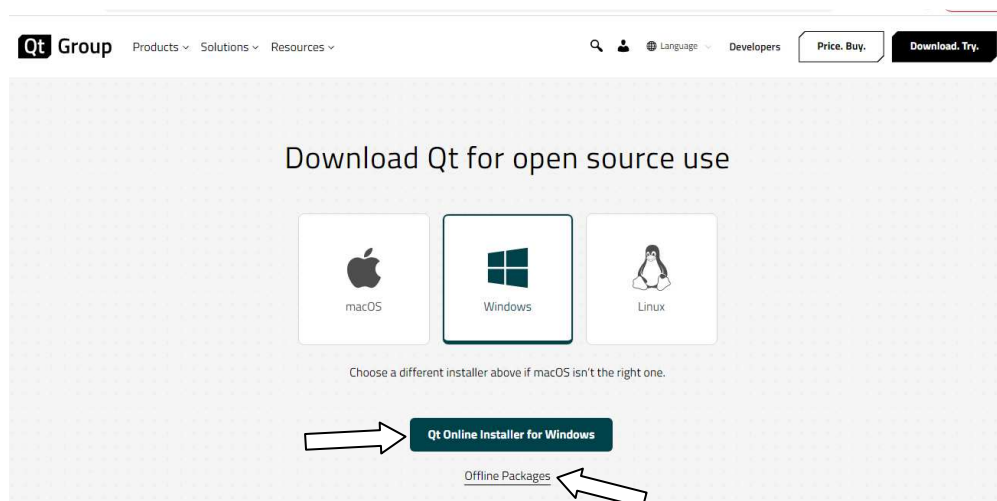 Qt Group Products Solutions Resources Language Developers Price. Buy. Download. Try.
Download Qt for open source use
macOS Windows Linux
Choose a different installer above if macOS isn't the right one.
Qt Online Installer for Windows
Offline Packages